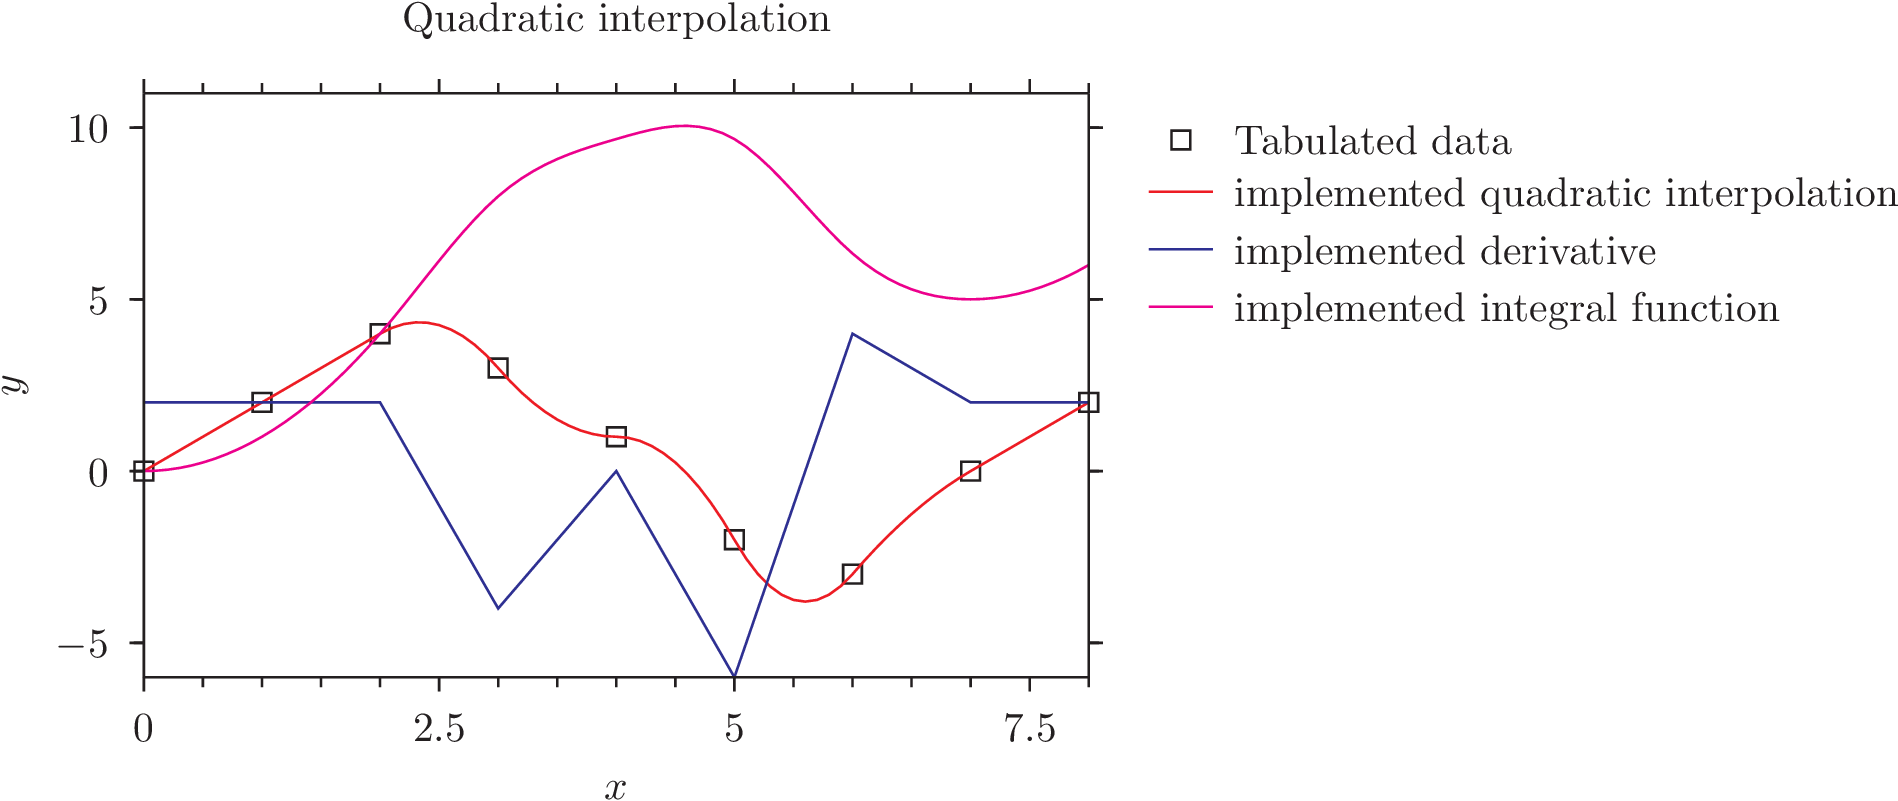 Quadratic interpolation
10
5
0
−5
y
0
2.5
5
7.5
x
Tabulated data
implemented quadratic interpolation
implemented derivative
implemented integral function